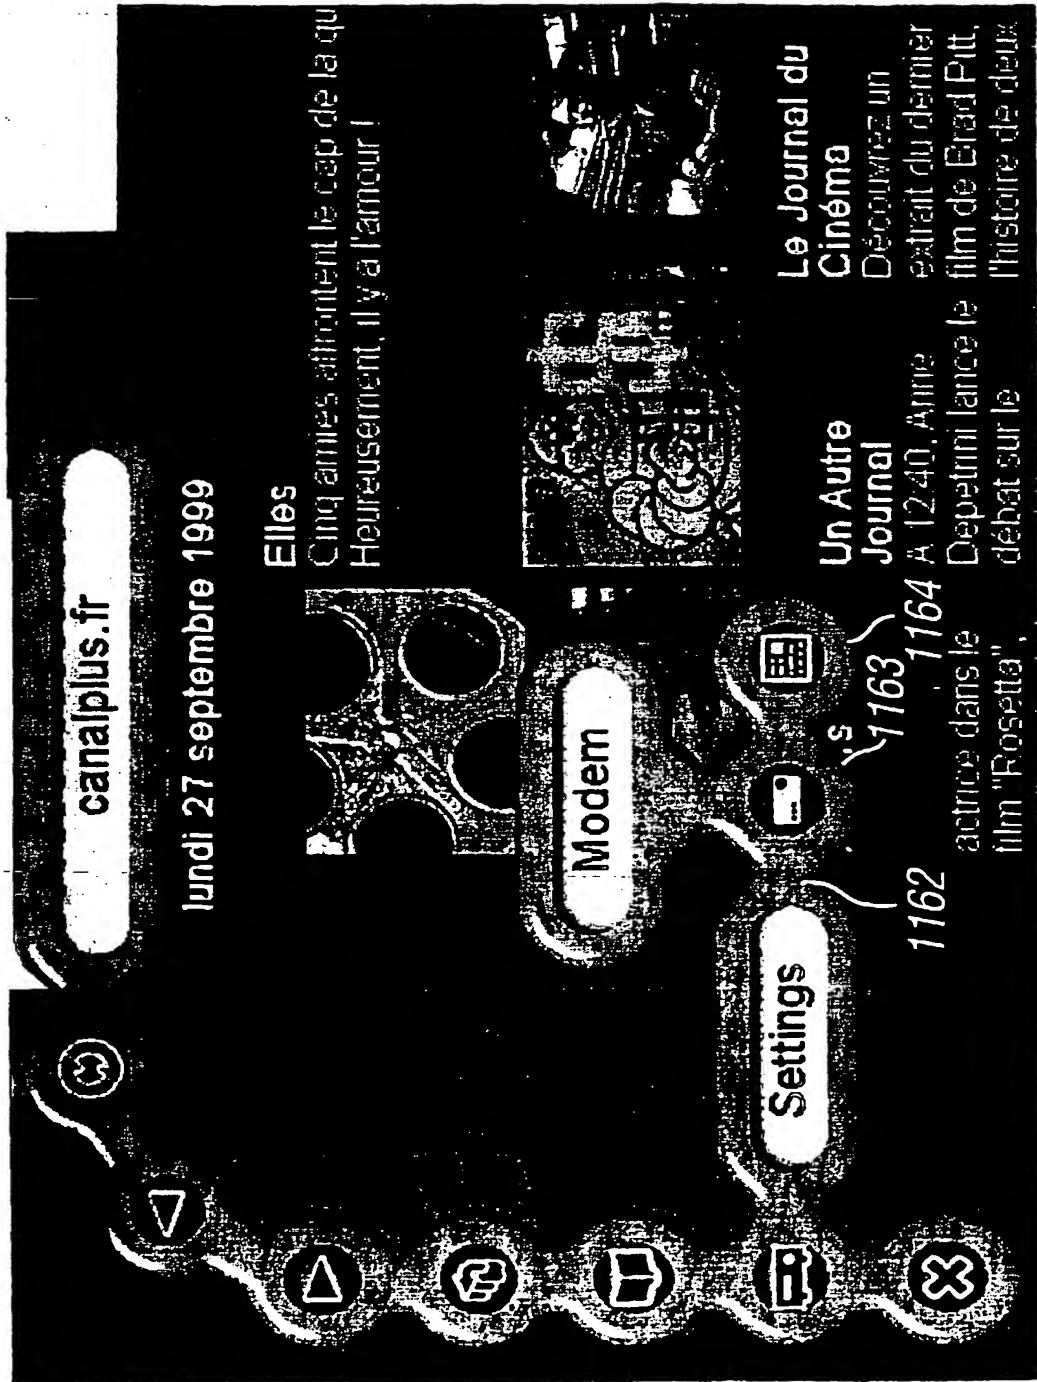 canalplus.fr
lundi 27 septembre 1999
Elles
Cinq amies affrontent le cap de la qu
Heureusement, il y a l'amour !
Modem
Settings
1162
1163
1164
s,
actrice dans le
film "Rosetta",
Un Autre
Journal
A 12:40, Anne
Depetrini lance le
débat sur le
Le Journal du
Cinéma
Découvrez un
extrait du dernier
film de Brad Pitt,
l'histoire de deux